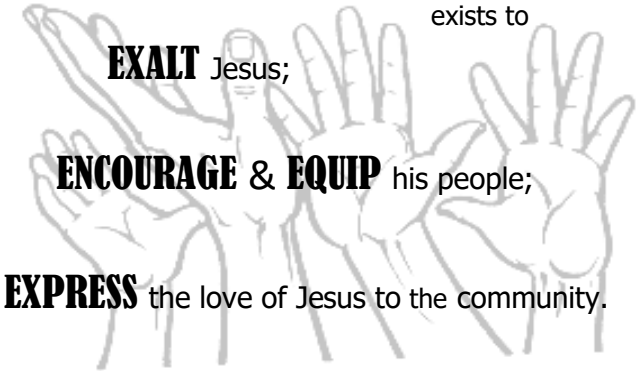 exists to
EXALT Jesus;
ENCOURAGE & EQUIP his people;
EXPRESS the love of Jesus to the community.